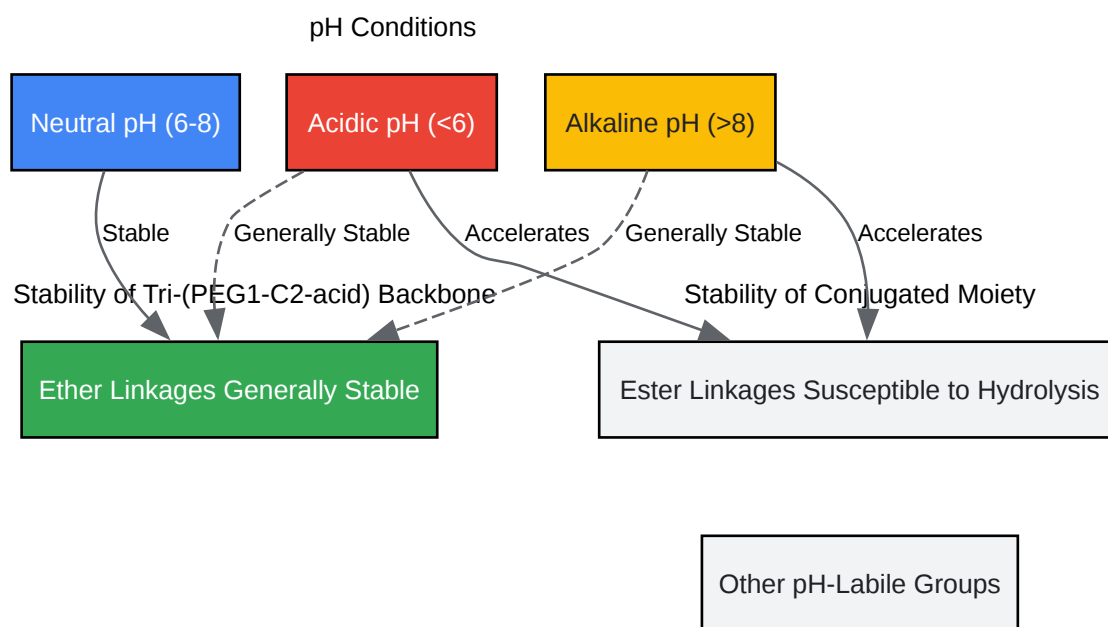 pH Conditions
Neutral pH (6-8)
Acidic pH (<6)
Alkaline pH (>8)
Stable
Generally Stable
Accelerates
Generally Stable
Accelerates
Stability of Tri-(PEG1-C2-acid) Backbone
Stability of Conjugated Moiety
Ether Linkages Generally Stable
Ester Linkages Susceptible to Hydrolysis
Other pH-Labile Groups